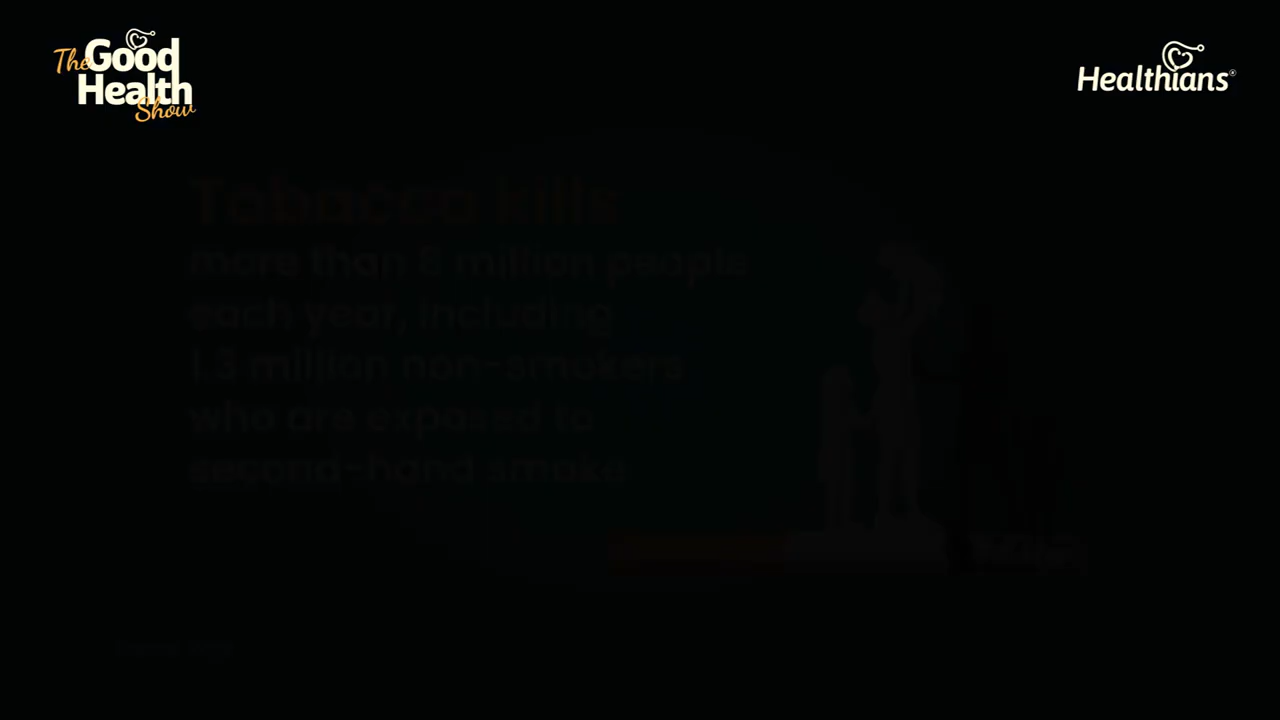 The Good
Health
Show
Healthians®
Tobacco kills
more than 8 million people
each year, including
1.3 million non-smokers
who are exposed to
second-hand smoke